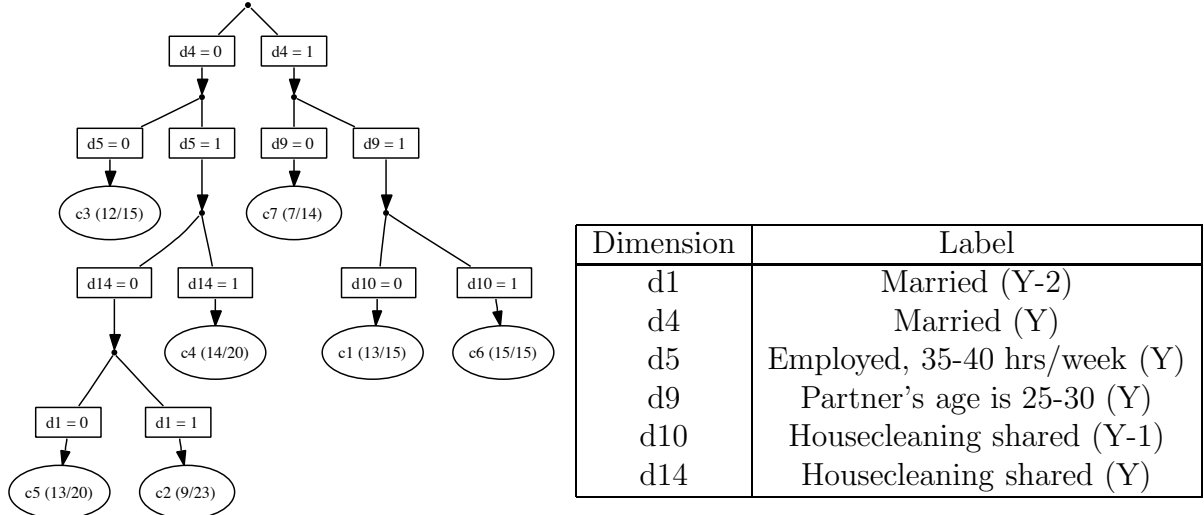 d4 = 0 d4 = 1
d5 = 0 d5 = 1 d9 = 0 d9 = 1
c3 (12/15) c7 (7/14)
d14 = 0 d14 = 1 d10 = 0 d10 = 1
c4 (14/20) c1 (13/15) c6 (15/15)
d1 = 0 d1 = 1
c5 (13/20) c2 (9/23)
Dimension Label
d1 Married (Y-2)
d4 Married (Y)
d5 Employed, 35-40 hrs/week (Y)
d9 Partner's age is 25-30 (Y)
d10 Housecleaning shared (Y-1)
d14 Housecleaning shared (Y)